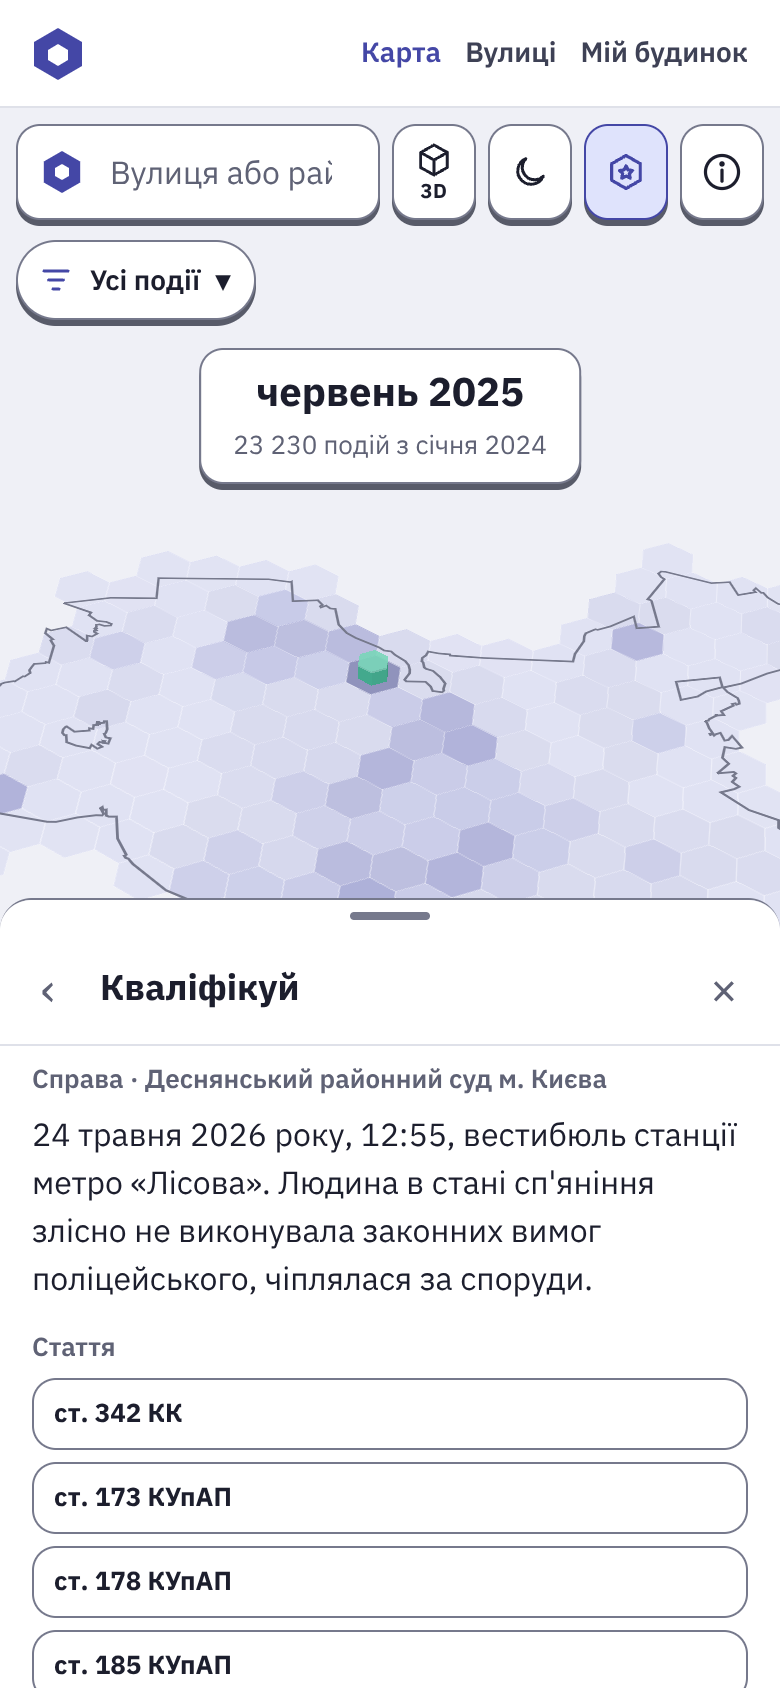 Карта Вулиці Мій будинок
Вулиця або рай
3D
Усі події ▼
червень 2025
23 230 подій з січня 2024
Кваліфікуй
Справа · Деснянський районний суд м. Києва
24 травня 2026 року, 12:55, вестибюль станції
метро «Лісова». Людина в стані сп'яніння
злісно не виконувала законних вимог
поліцейського, чіплялася за споруди.
Стаття
ст. 342 КК
ст. 173 КУпАП
ст. 178 КУпАП
ст. 185 КУпАП